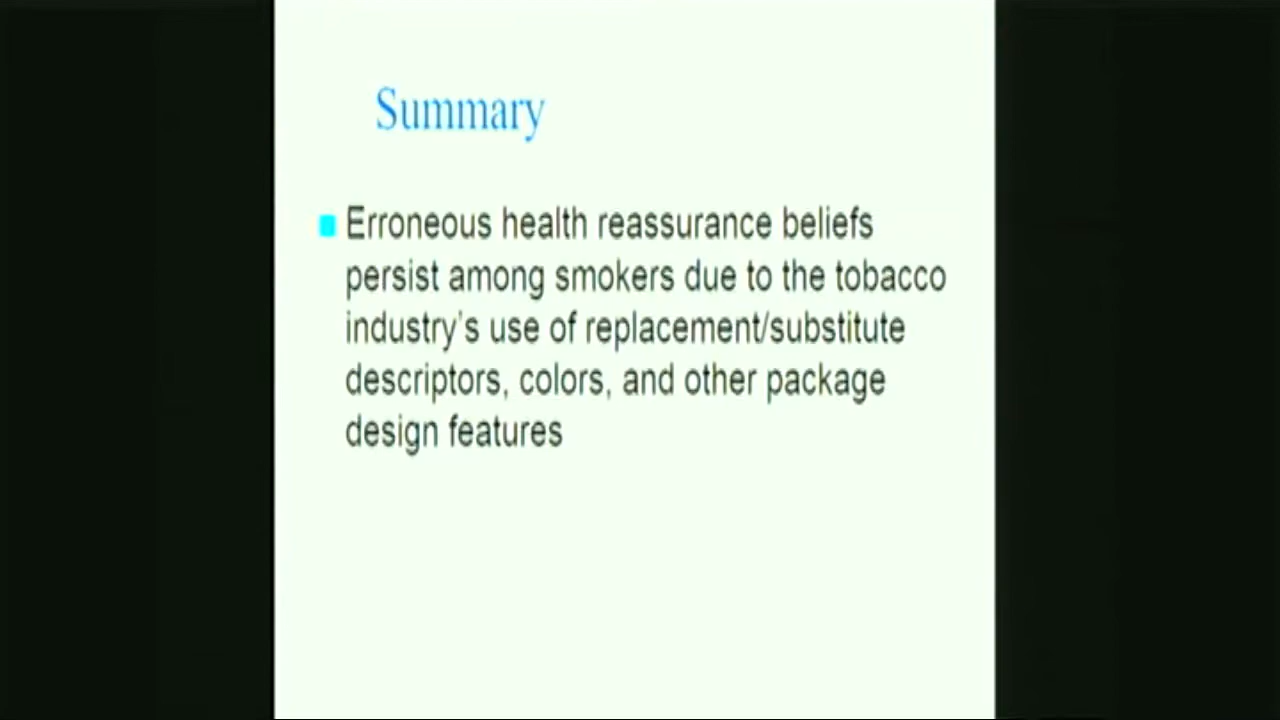 Summary
Erroneous health reassurance beliefs
persist among smokers due to the tobacco
industry's use of replacement/substitute
descriptors, colors, and other package
design features